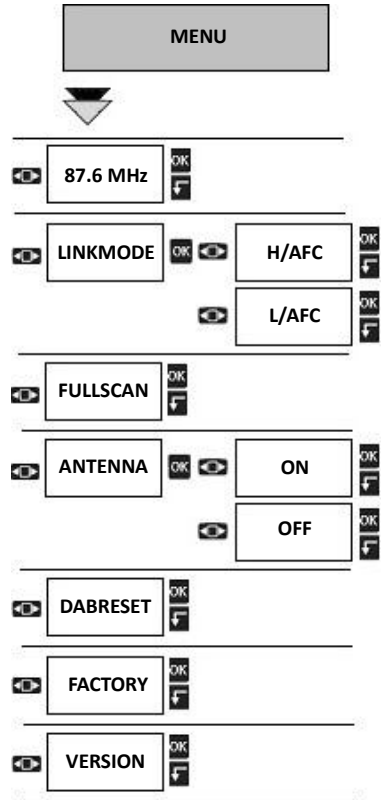 MENU
87.6 MHz
OK
LINKMODE
OK
H/AFC
OK
L/AFC
OK
FULLSCAN
OK
ANTENNA
OK
ON
OK
OFF
OK
DABRESET
OK
FACTORY
OK
VERSION
OK